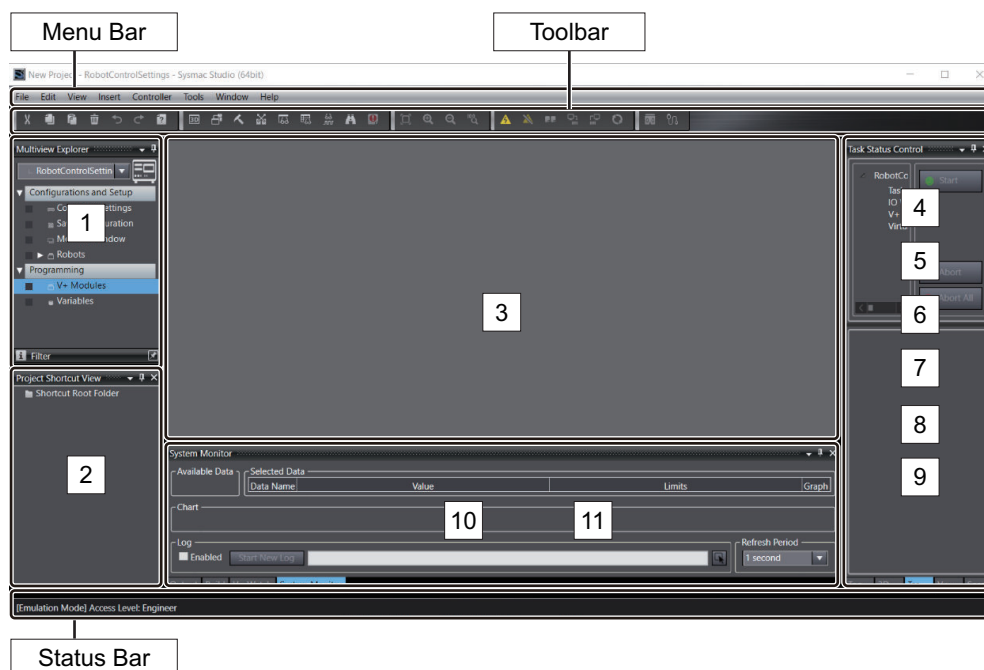 Menu Bar
Toolbar
New Project - RobotControlSettings - Sysmac Studio (64bit)
File Edit View Insert Controller Tools Window Help
Multiview Explorer
RobotControlSettin
Configurations and Setup
1
Robots
Programming
V+ Modules
Variables
Filter
Project Shortcut View
Shortcut Root Folder
2
3
System Monitor
Available Data
Selected Data
Data Name Value Limits Graph
Chart
10
11
Log
Enabled Start New Log
Refresh Period
1 second
Task Status Control
RobotCo
Start
4
5
Abort
Abort All
6
7
8
9
[Emulation Mode] Access Level: Engineer
Status Bar